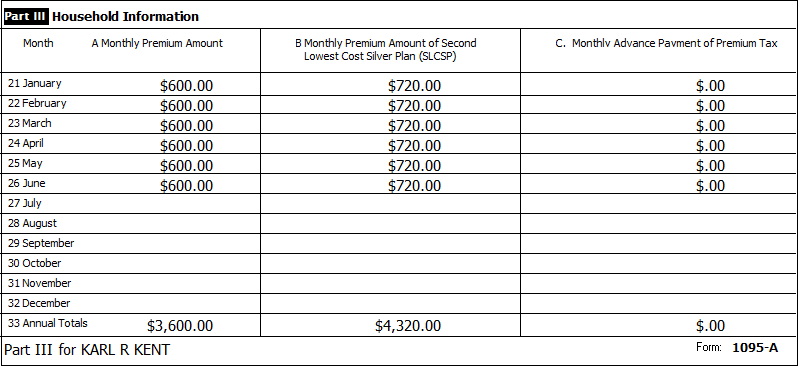 Part III Household Information
Month A Monthly Premium Amount B Monthly Premium Amount of Second C. Monthly Advance Payment of Premium Tax
Lowest Cost Silver Plan (SLCSP)
21 January $600.00 $720.00 $.00
22 February $600.00 $720.00 $.00
23 March $600.00 $720.00 $.00
24 April $600.00 $720.00 $.00
25 May $600.00 $720.00 $.00
26 June $600.00 $720.00 $.00
27 July
28 August
29 September
30 October
31 November
32 December
33 Annual Totals $3,600.00 $4,320.00 $.00
Part III for KARL R KENT Form: 1095-A